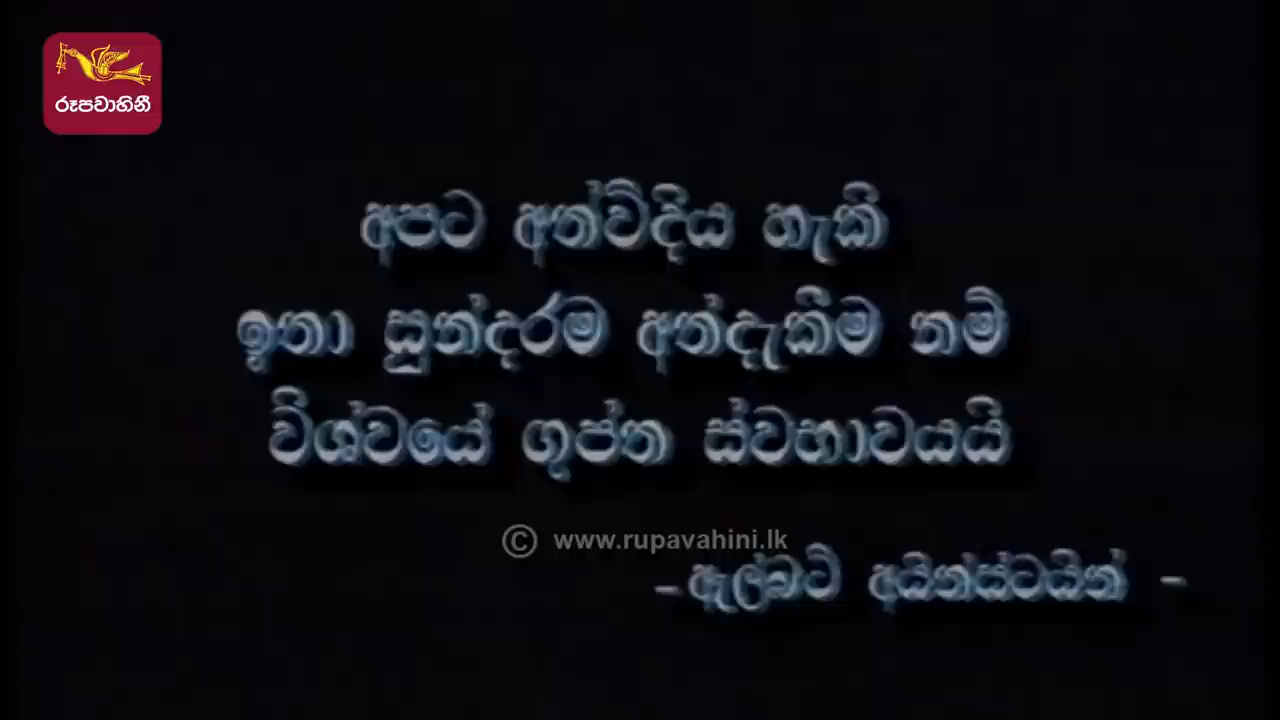 රූපවාහිනී
අපට අත්විදිය හැකි
ඉතා සුන්දරම අත්දැකීම නම්
විශ්වයේ ගුප්ත ස්වභාවයයි
© www.rupavahini.lk
-ඇල්බට් අයින්ස්ටයින් -